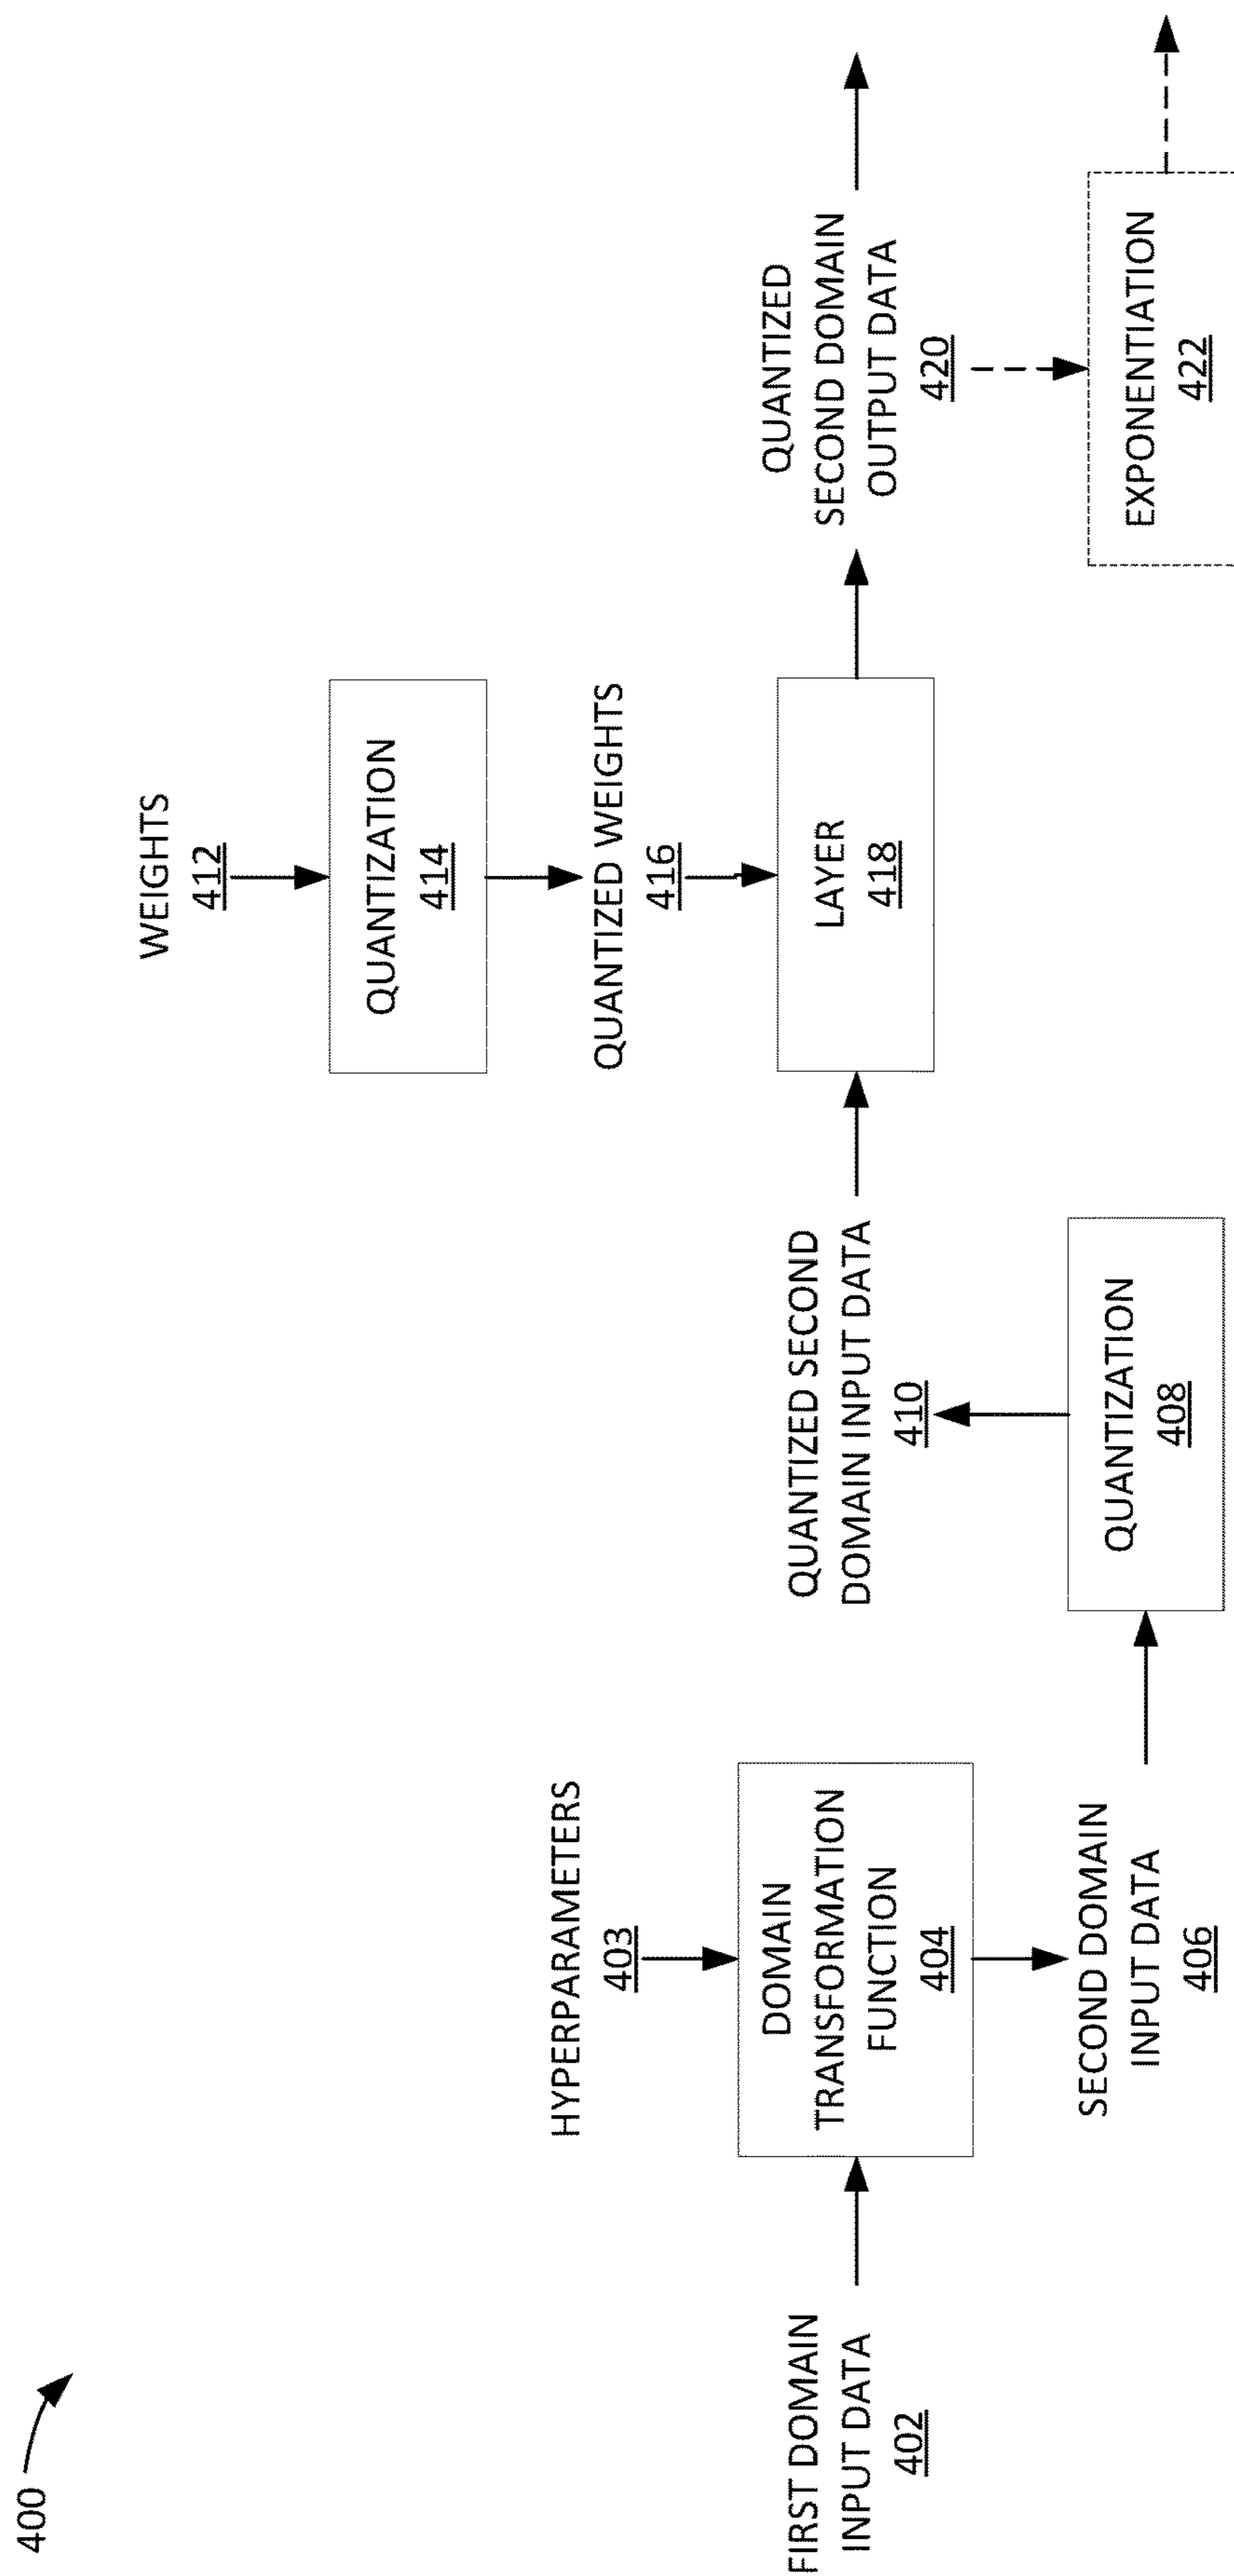 400
FIRST DOMAIN
INPUT DATA
402
HYPERPARAMETERS
403
DOMAIN
TRANSFORMATION
FUNCTION
404
SECOND DOMAIN
INPUT DATA
406
QUANTIZATION
408
QUANTIZED SECOND
DOMAIN INPUT DATA
410
WEIGHTS
412
QUANTIZATION
414
QUANTIZED WEIGHTS
416
LAYER
418
QUANTIZED
SECOND DOMAIN
OUTPUT DATA
420
EXPONENTIATION
422